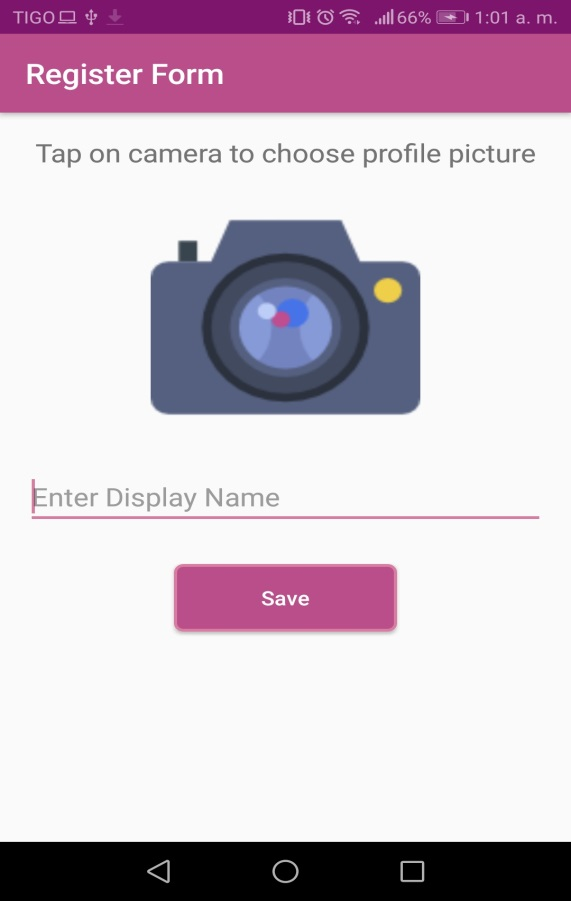 TIGO 66% 1:01 a. m.
Register Form
Tap on camera to choose profile picture
Enter Display Name
Save